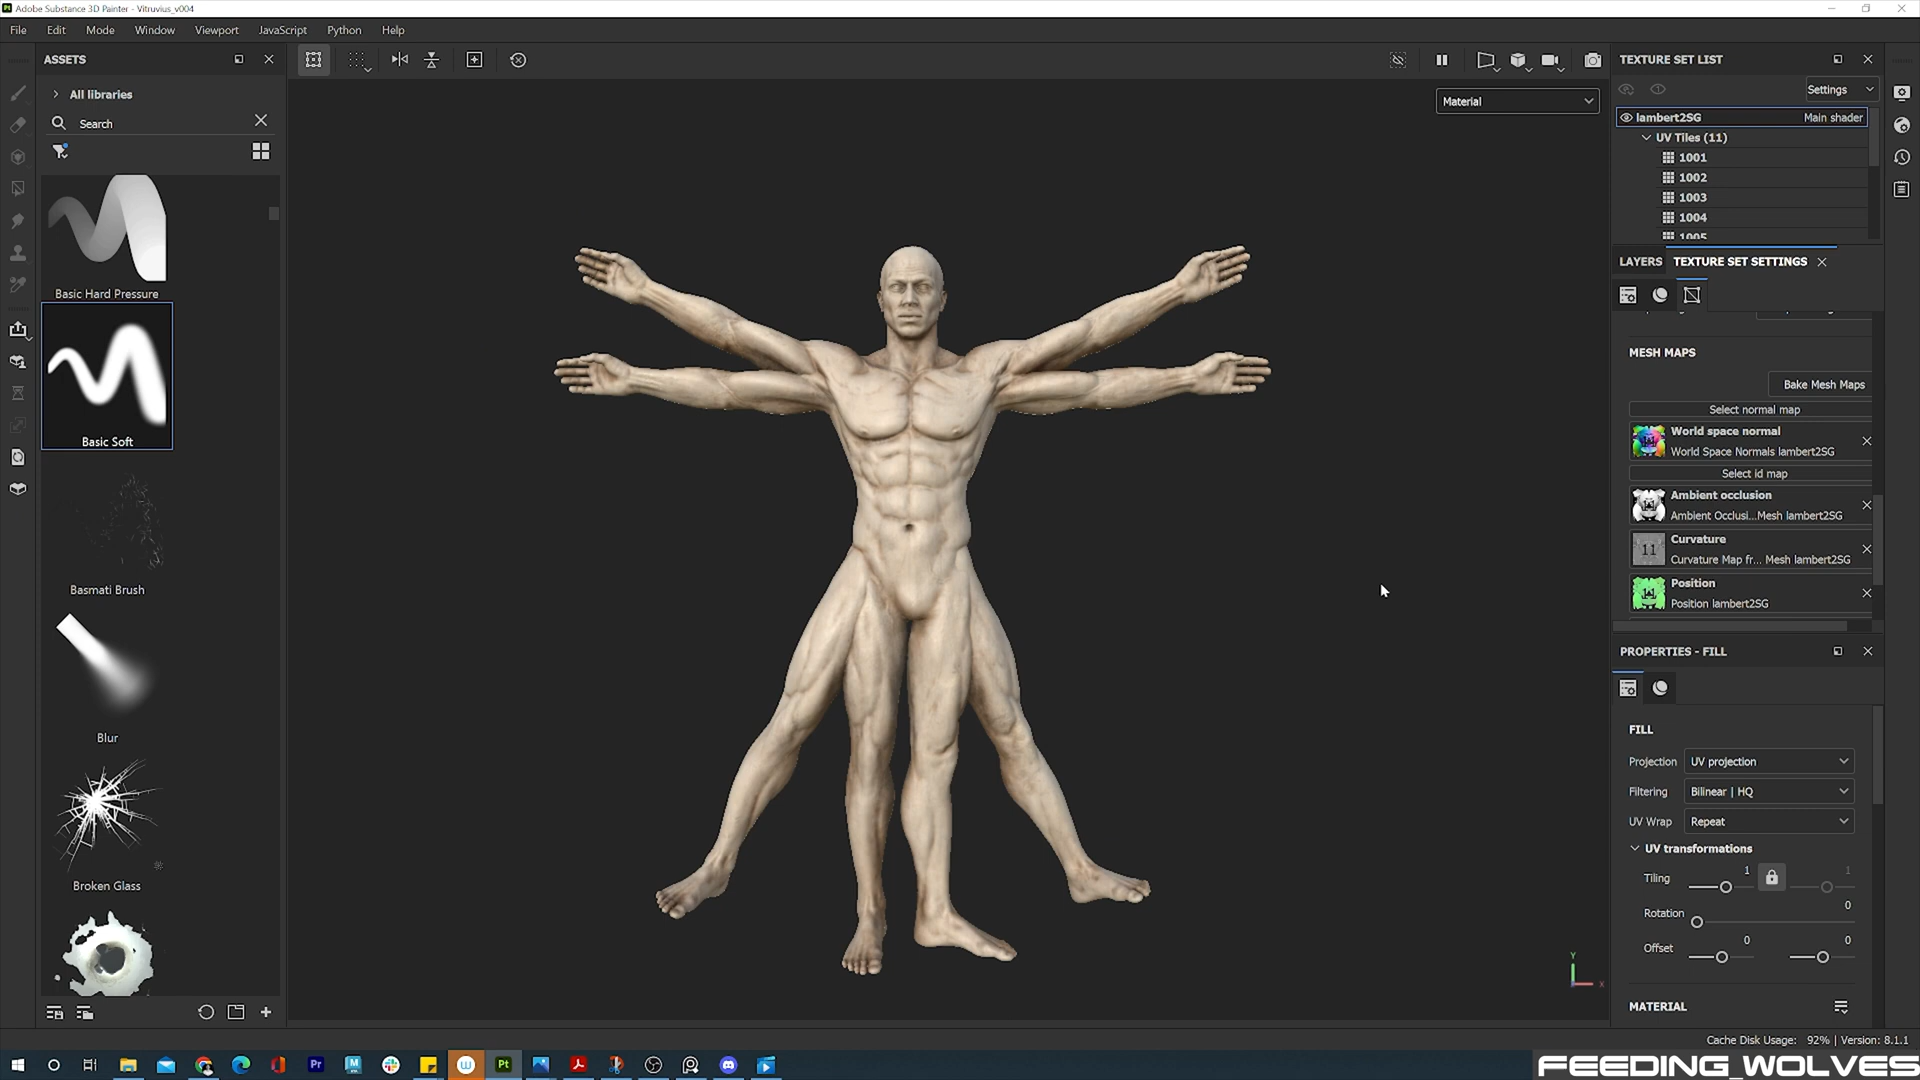 Adobe Substance 3D Painter - Vitruvius_v004
File Edit Mode Window Viewport JavaScript Python Help
ASSETS
All libraries
Search
Basic Hard Pressure
Basic Soft
Basmati Brush
Blur
Broken Glass
Material
Y
X
TEXTURE SET LIST
Settings
lambert2SG Main shader
UV Tiles (11)
1001
1002
1003
1004
1005
LAYERS TEXTURE SET SETTINGS
MESH MAPS
Bake Mesh Maps
Select normal map
World space normal
World Space Normals lambert2SG
Select id map
Ambient occlusion
Ambient Occlusi...Mesh lambert2SG
Curvature
Curvature Map fr... Mesh lambert2SG
Position
Position lambert2SG
PROPERTIES - FILL
FILL
Projection UV projection
Filtering Bilinear | HQ
UV Wrap Repeat
UV transformations
Tiling 1 1
Rotation 0
Offset 0 0
MATERIAL
Cache Disk Usage: 92% | Version: 8.1.1
FEEDING_WOLVES